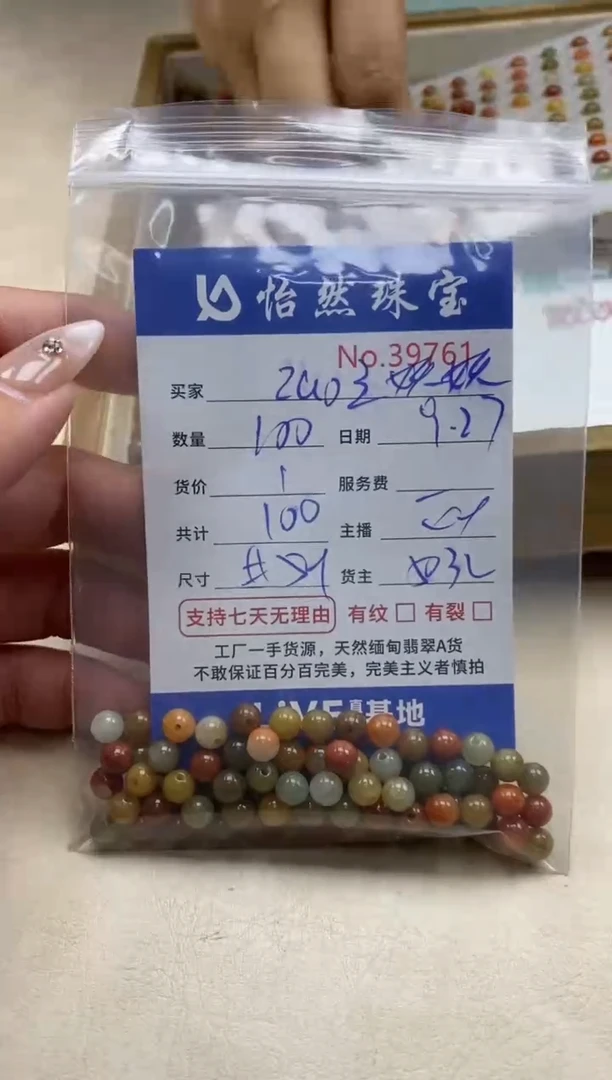 怡然珠宝
No.39761
买家
数量 100 日期 9.27
货价 1 服务费
共计 100 主播
尺寸 货主
支持七天无理由 有纹 有裂
工厂一手货源，天然缅甸翡翠A货
不敢保证百分百完美，完美主义者慎拍
LIVE 基地